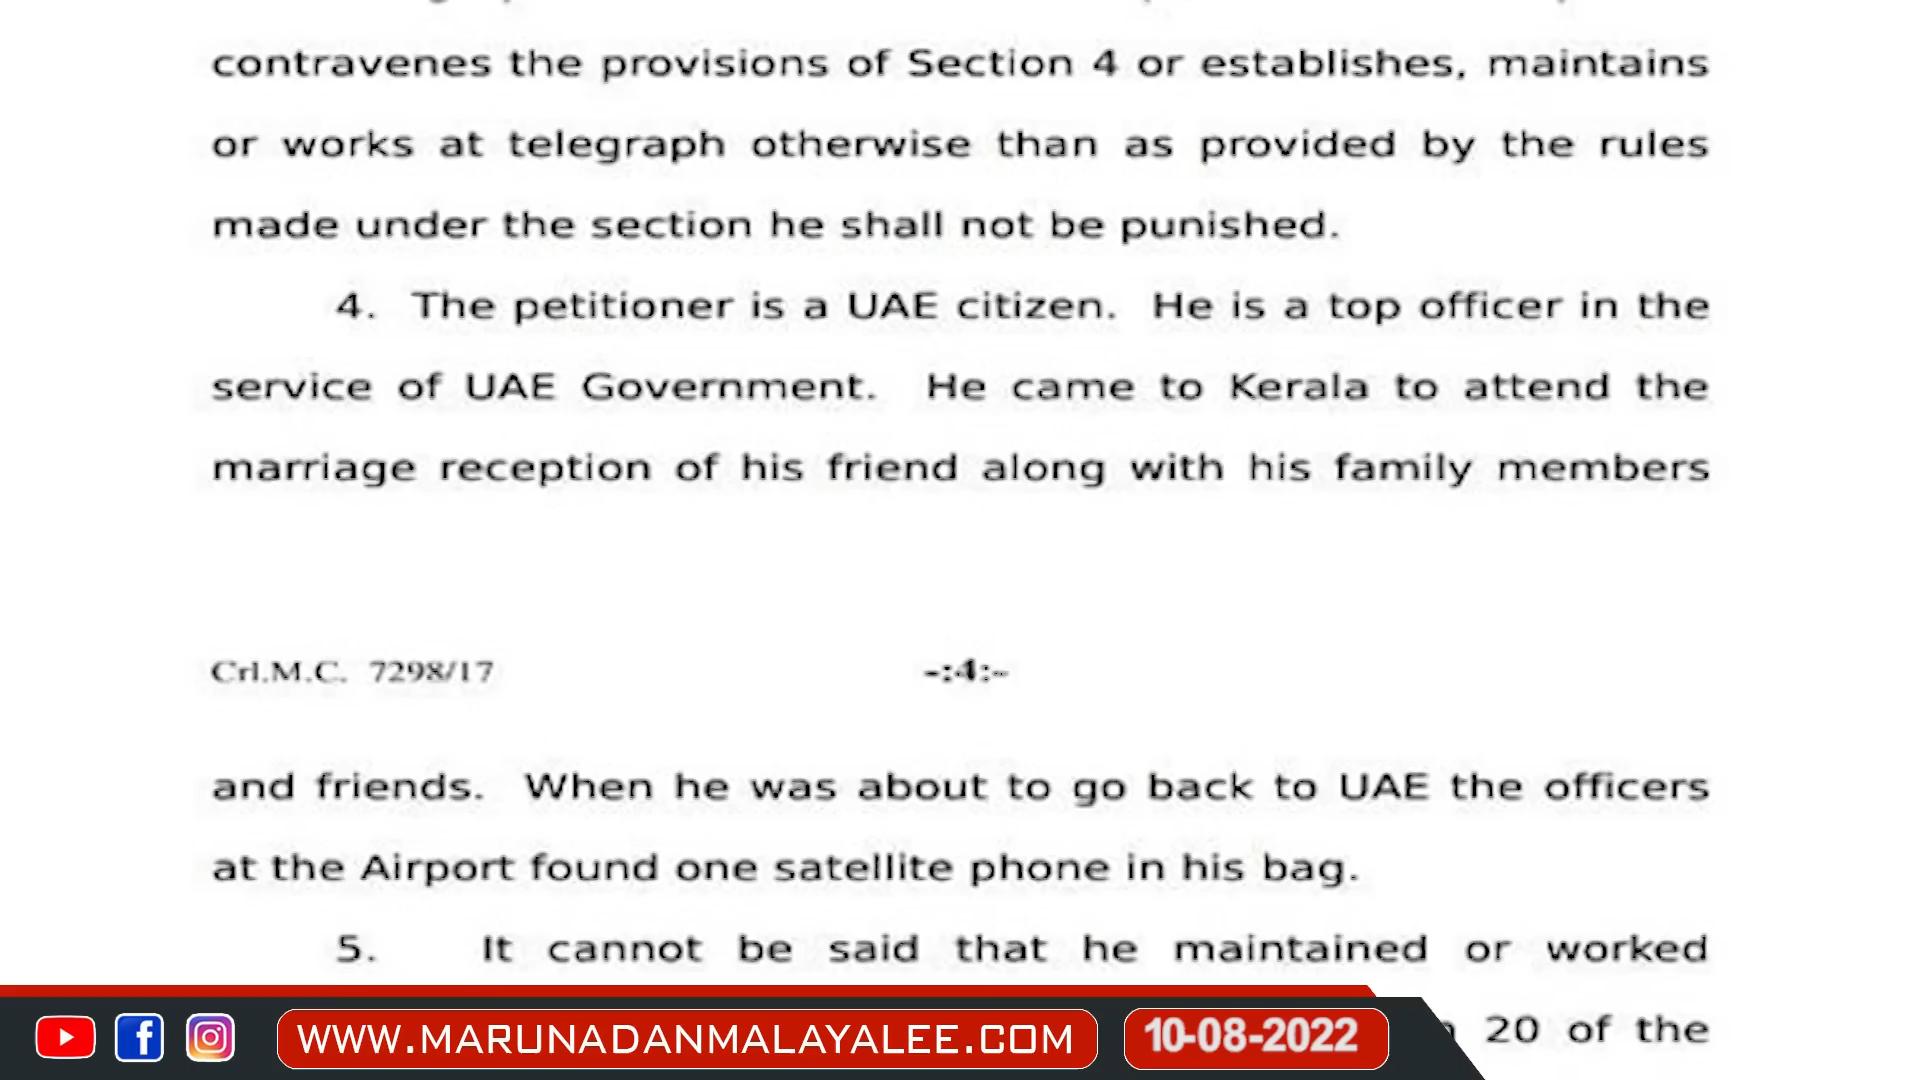 contravenes the provisions of Section 4 or establishes, maintains
or works at telegraph otherwise than as provided by the rules
made under the section he shall not be punished.
4. The petitioner is a UAE citizen. He is a top officer in the
service of UAE Government. He came to Kerala to attend the
marriage reception of his friend along with his family members
Crl.M.C. 7298/17 -:4:-
and friends. When he was about to go back to UAE the officers
at the Airport found one satellite phone in his bag.
5. It cannot be said that he maintained or worked
20 of the
WWW.MARUNADANMALAYALEE.COM 10-08-2022